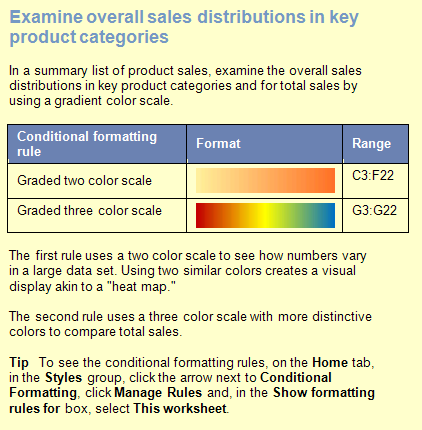 Examine overall sales distributions in key
product categories
In a summary list of product sales, examine the overall sales
distributions in key product categories and for total sales by
using a gradient color scale.
Conditional formatting
rule
Format
Range
Graded two color scale
C3:F22
Graded three color scale
G3:G22
The first rule uses a two color scale to see how numbers vary
in a large data set. Using two similar colors creates a visual
display akin to a "heat map."
The second rule uses a three color scale with more distinctive
colors to compare total sales.
Tip To see the conditional formatting rules, on the Home tab,
in the Styles group, click the arrow next to Conditional
Formatting, click Manage Rules and, in the Show formatting
rules for box, select This worksheet.